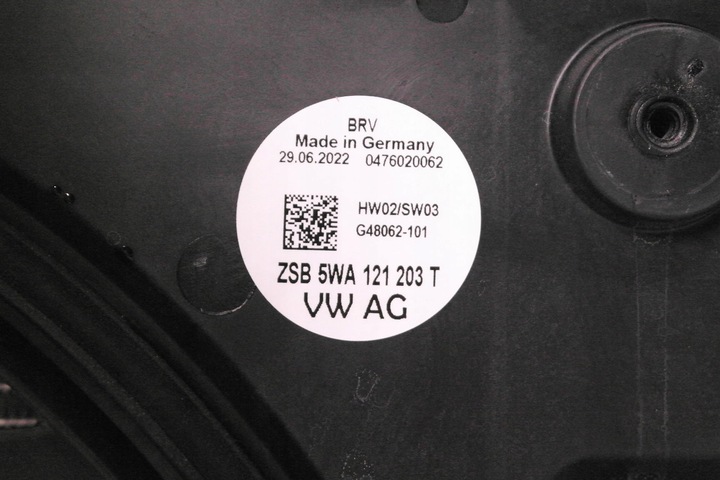 BRV
Made in Germany
29.06.2022 0476020062
HW02/SW03
G48062-101
ZSB 5WA 121 203 T
VW AG